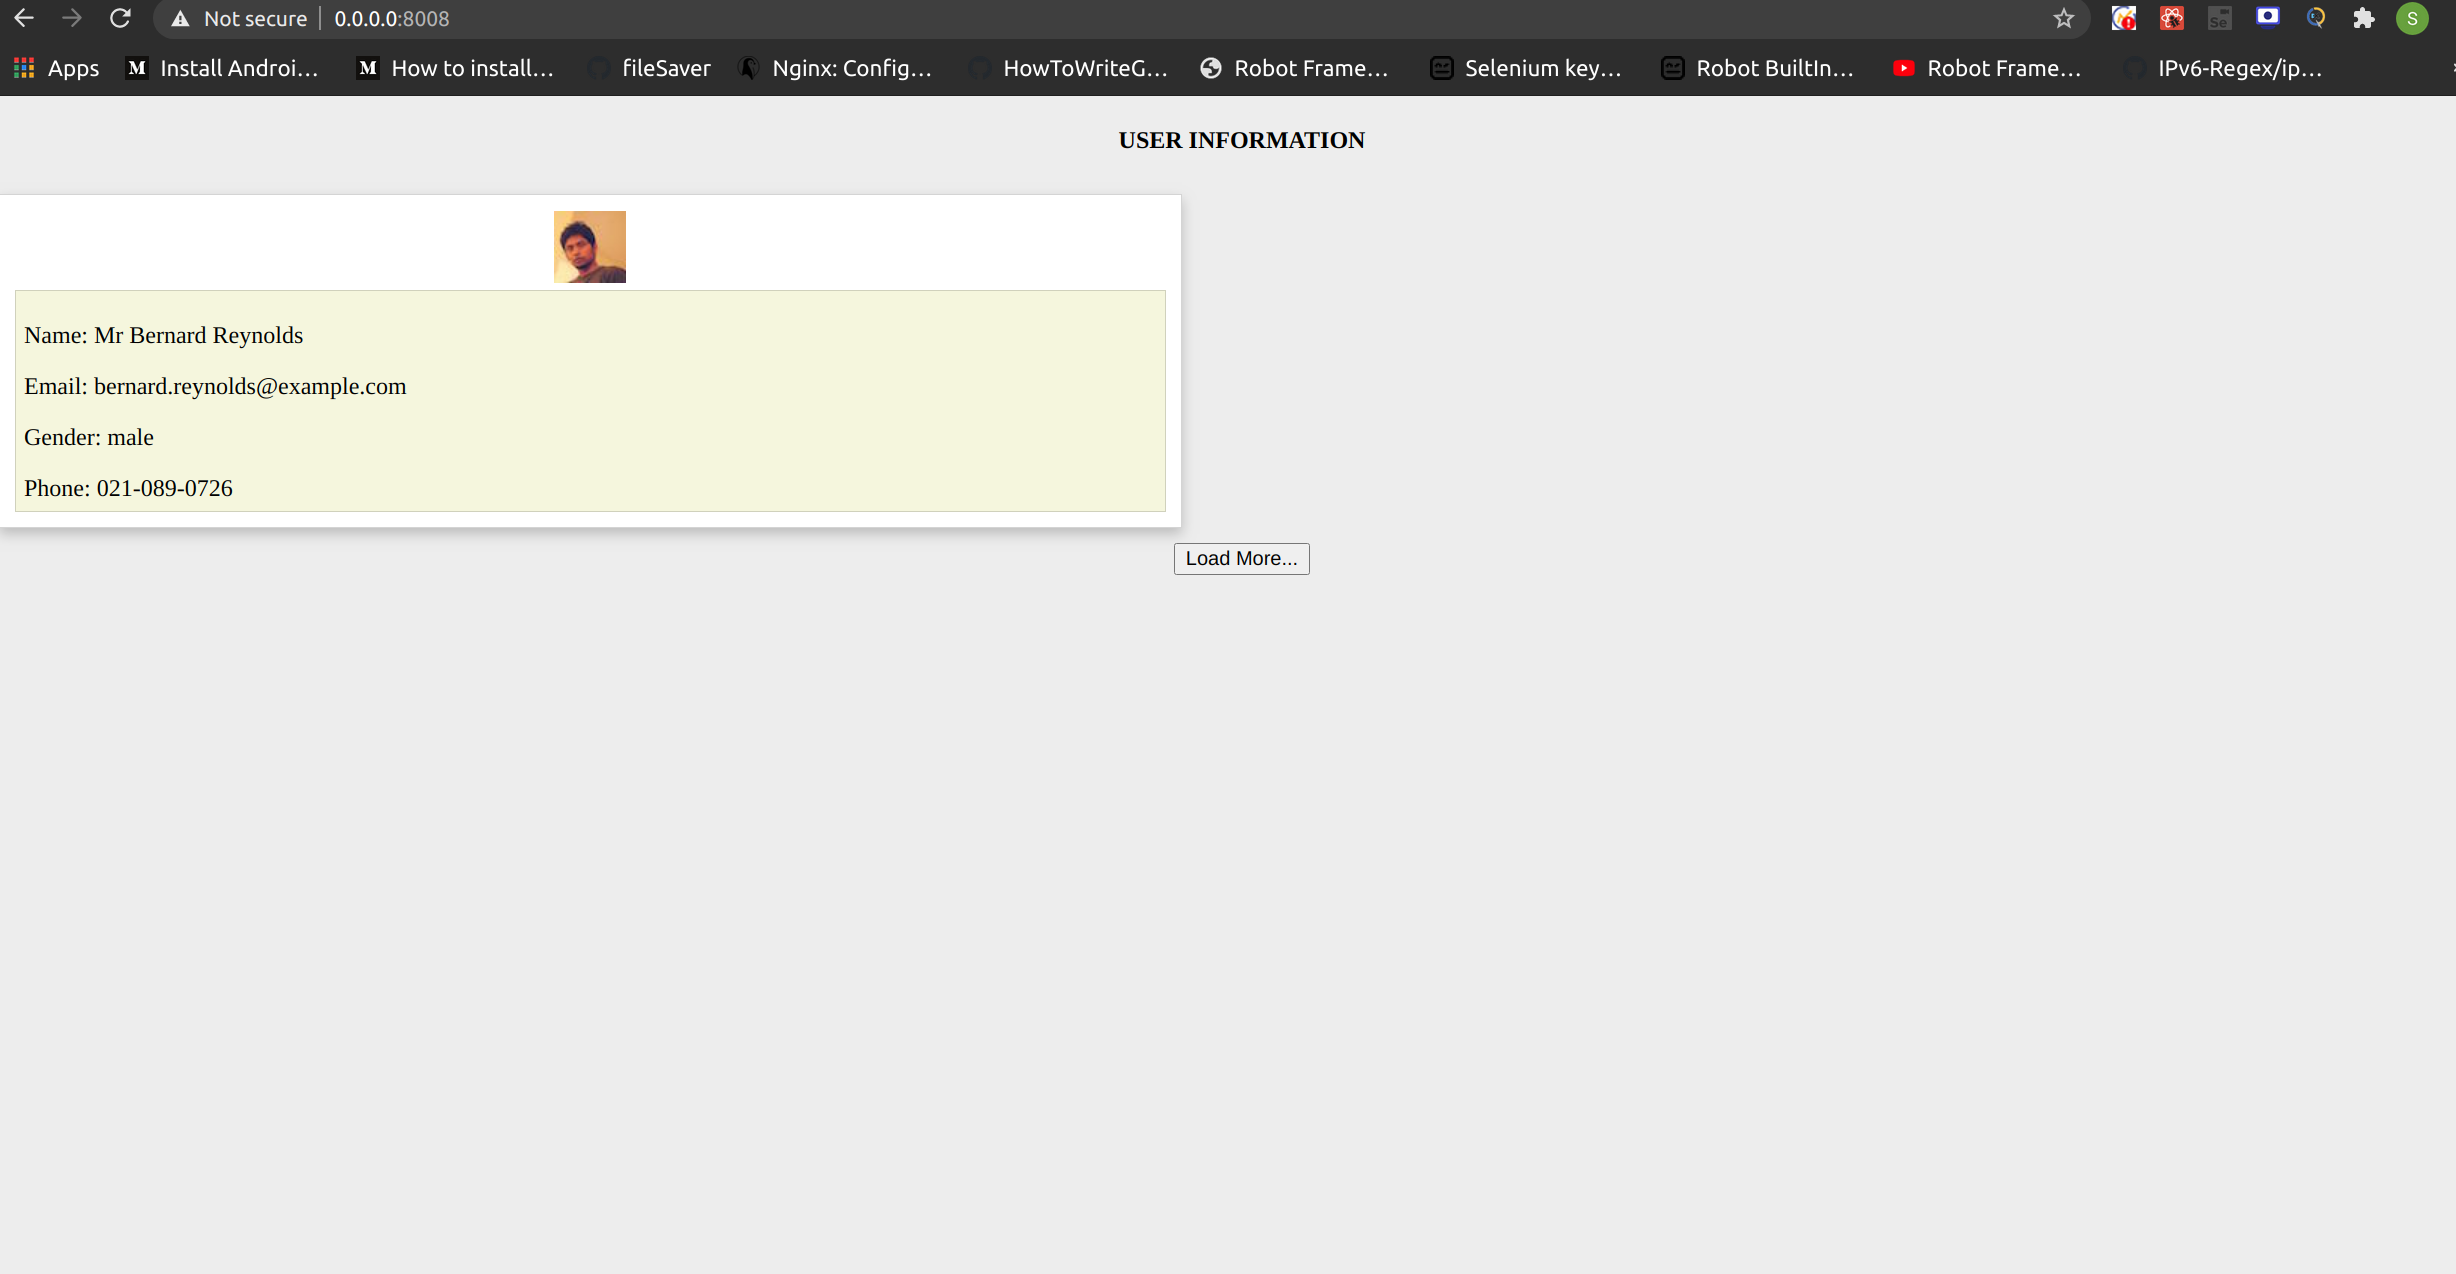 Not secure | 0.0.0.0:8008
S
Apps Install Androi... How to install... fileSaver Nginx: Config... HowToWriteG... Robot Frame... Selenium key... Robot BuiltIn... Robot Frame... IPv6-Regex/ip...
USER INFORMATION
Name: Mr Bernard Reynolds
Email: bernard.reynolds@example.com
Gender: male
Phone: 021-089-0726
Load More...